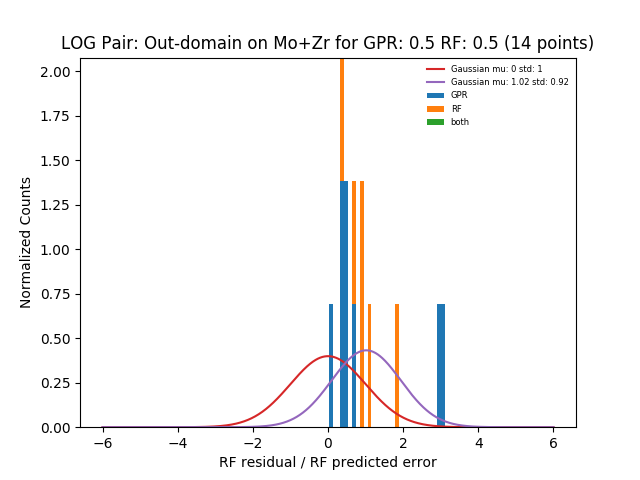 LOG Pair: Out-domain on Mo+Zr for GPR: 0.5 RF: 0.5 (14 points)
Gaussian mu: 0 std: 1
Gaussian mu: 1.02 std: 0.92
GPR
RF
both
Normalized Counts
2.00
1.75
1.50
1.25
1.00
0.75
0.50
0.25
0.00
−6 −4 −2 0 2 4 6
RF residual / RF predicted error